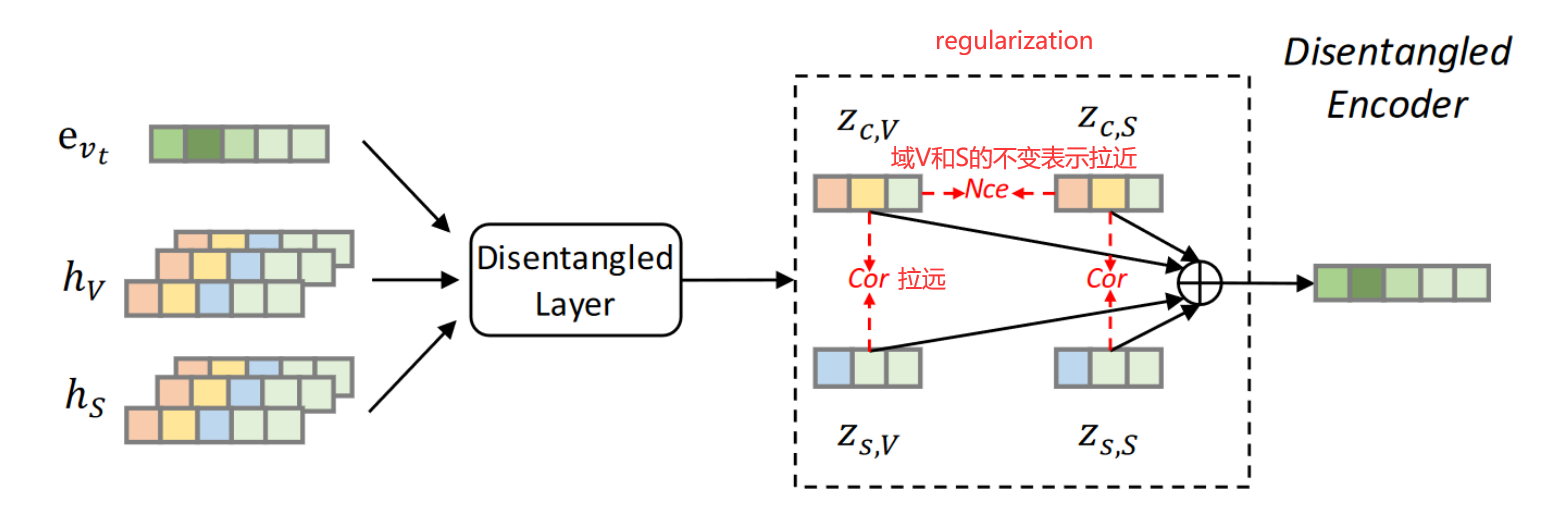 regularization
Disentangled
Encoder
e_{v_t}
z_{c,V}
z_{c,S}
域V和S的不变表示拉近
Nce
h_V
Disentangled
Layer
Cor 拉远
Cor
h_S
z_{s,V}
z_{s,S}